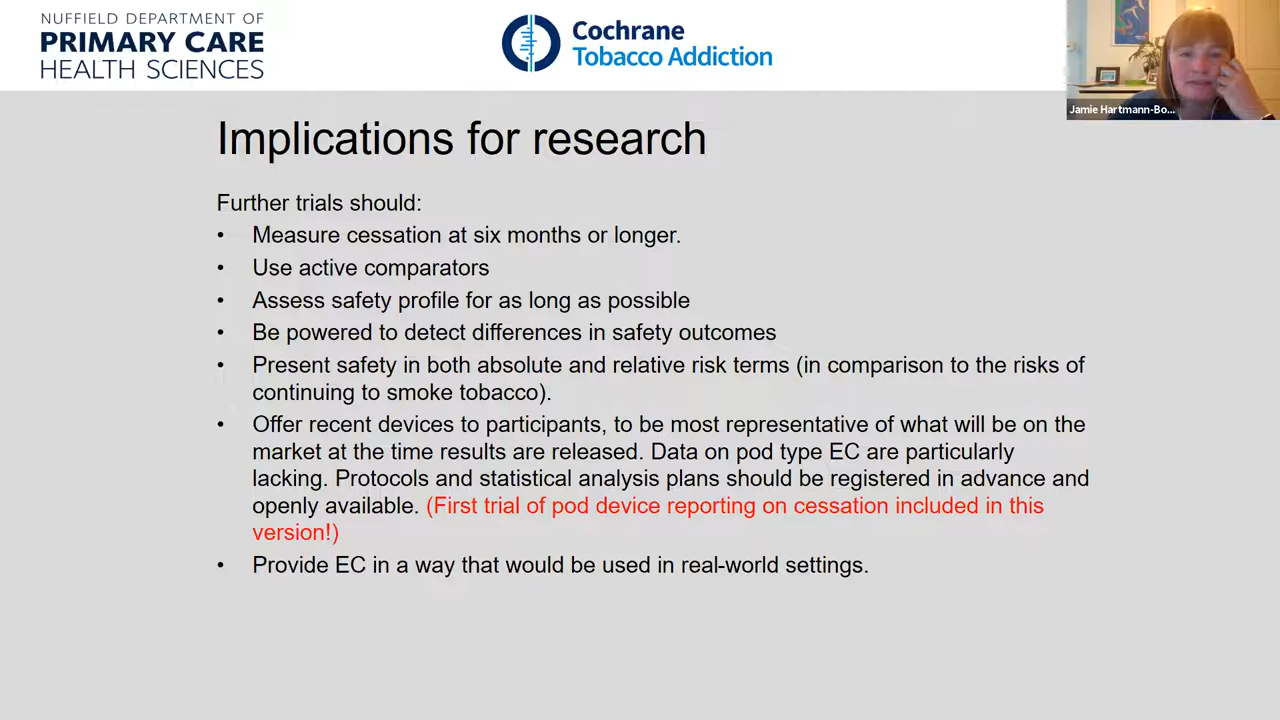 NUFFIELD DEPARTMENT OF
PRIMARY CARE
HEALTH SCIENCES
Cochrane
Tobacco Addiction
Jamie Hartmann-Bo...
Implications for research
Further trials should:
• Measure cessation at six months or longer.
• Use active comparators
• Assess safety profile for as long as possible
• Be powered to detect differences in safety outcomes
• Present safety in both absolute and relative risk terms (in comparison to the risks of
continuing to smoke tobacco).
• Offer recent devices to participants, to be most representative of what will be on the
market at the time results are released. Data on pod type EC are particularly
lacking. Protocols and statistical analysis plans should be registered in advance and
openly available. (First trial of pod device reporting on cessation included in this
version!)
• Provide EC in a way that would be used in real-world settings.